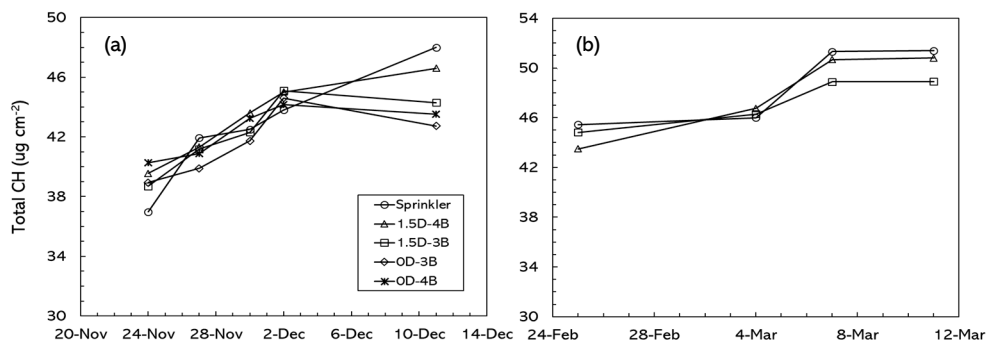 (a)
(b)
Total CH (ug cm-2)
50
46
42
38
34
30
20-Nov 24-Nov 28-Nov 2-Dec 6-Dec 10-Dec 14-Dec
Sprinkler
1.5D-4B
1.5D-3B
0D-3B
0D-4B
54
50
46
42
38
34
30
24-Feb 28-Feb 4-Mar 8-Mar 12-Mar